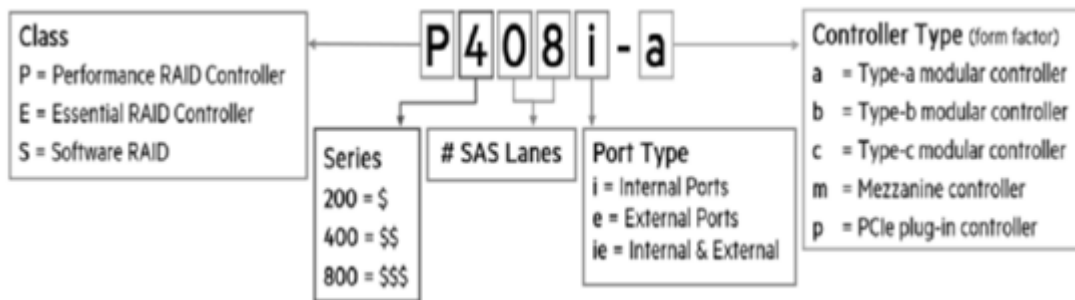 P408i-a
Class
P = Performance RAID Controller
E = Essential RAID Controller
S = Software RAID
Series
200 = $
400 = $$
800 = $$$
# SAS Lanes
Port Type
i = Internal Ports
e = External Ports
ie = Internal & External
Controller Type (form factor)
a = Type-a modular controller
b = Type-b modular controller
c = Type-c modular controller
m = Mezzanine controller
p = PCIe plug-in controller